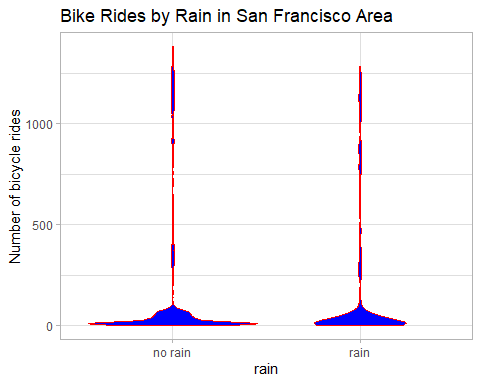 Bike Rides by Rain in San Francisco Area
Number of bicycle rides
1000
500
0
no rain
rain
rain